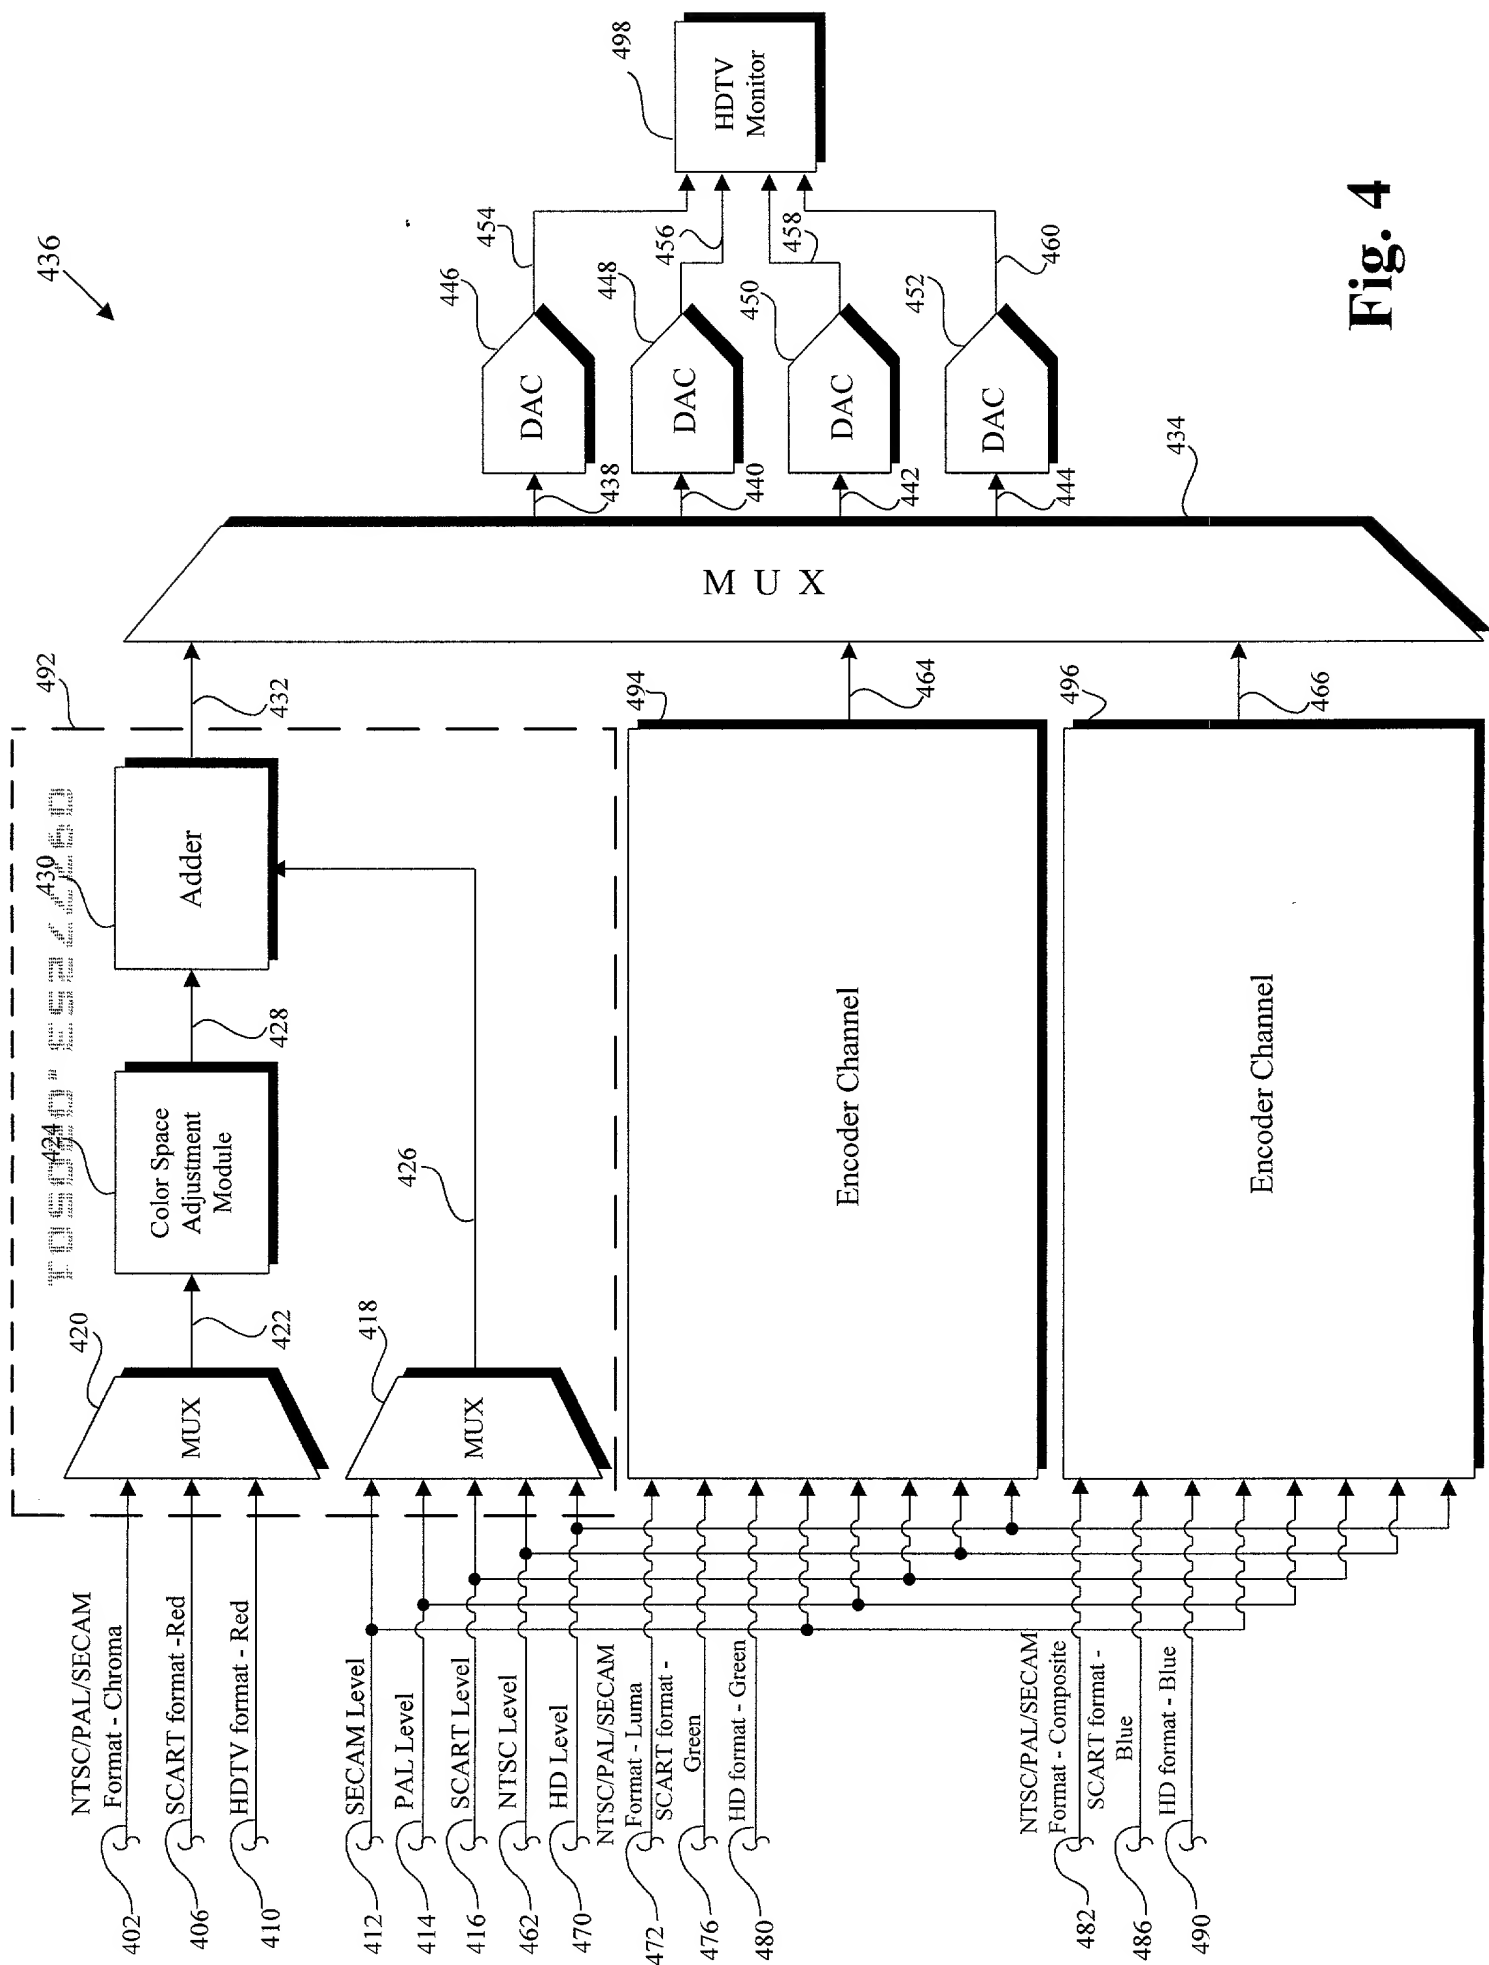 436
492
420
MUX
422
424
Color Space
Adjustment
Module
428
430
Adder
432
418
MUX
426
NTSC/PAL/SECAM
Format - Chroma
402
SCART format -Red
406
HDTV format - Red
410
SECAM Level
412
PAL Level
414
SCART Level
416
NTSC Level
462
HD Level
470
NTSC/PAL/SECAM
Format - Luma
472
SCART format -
Green
476
HD format - Green
480
Encoder Channel
494
464
NTSC/PAL/SECAM
Format - Composite
482
SCART format -
Blue
486
HD format - Blue
490
Encoder Channel
496
466
M U X
434
438
DAC
446
454
440
DAC
448
456
442
DAC
450
458
444
DAC
452
460
HDTV
Monitor
498
Fig. 4